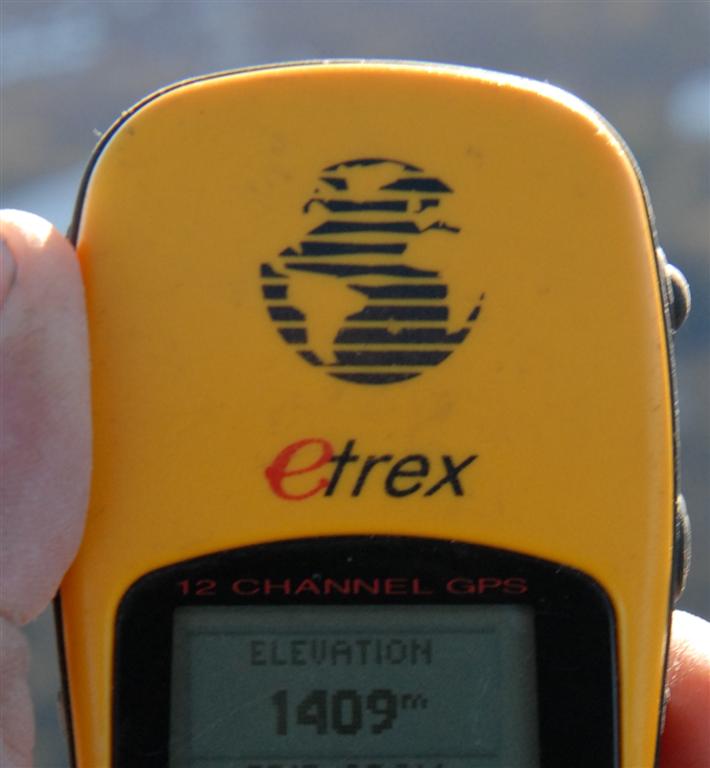 etrex
12 CHANNEL GPS
ELEVATION
1409m